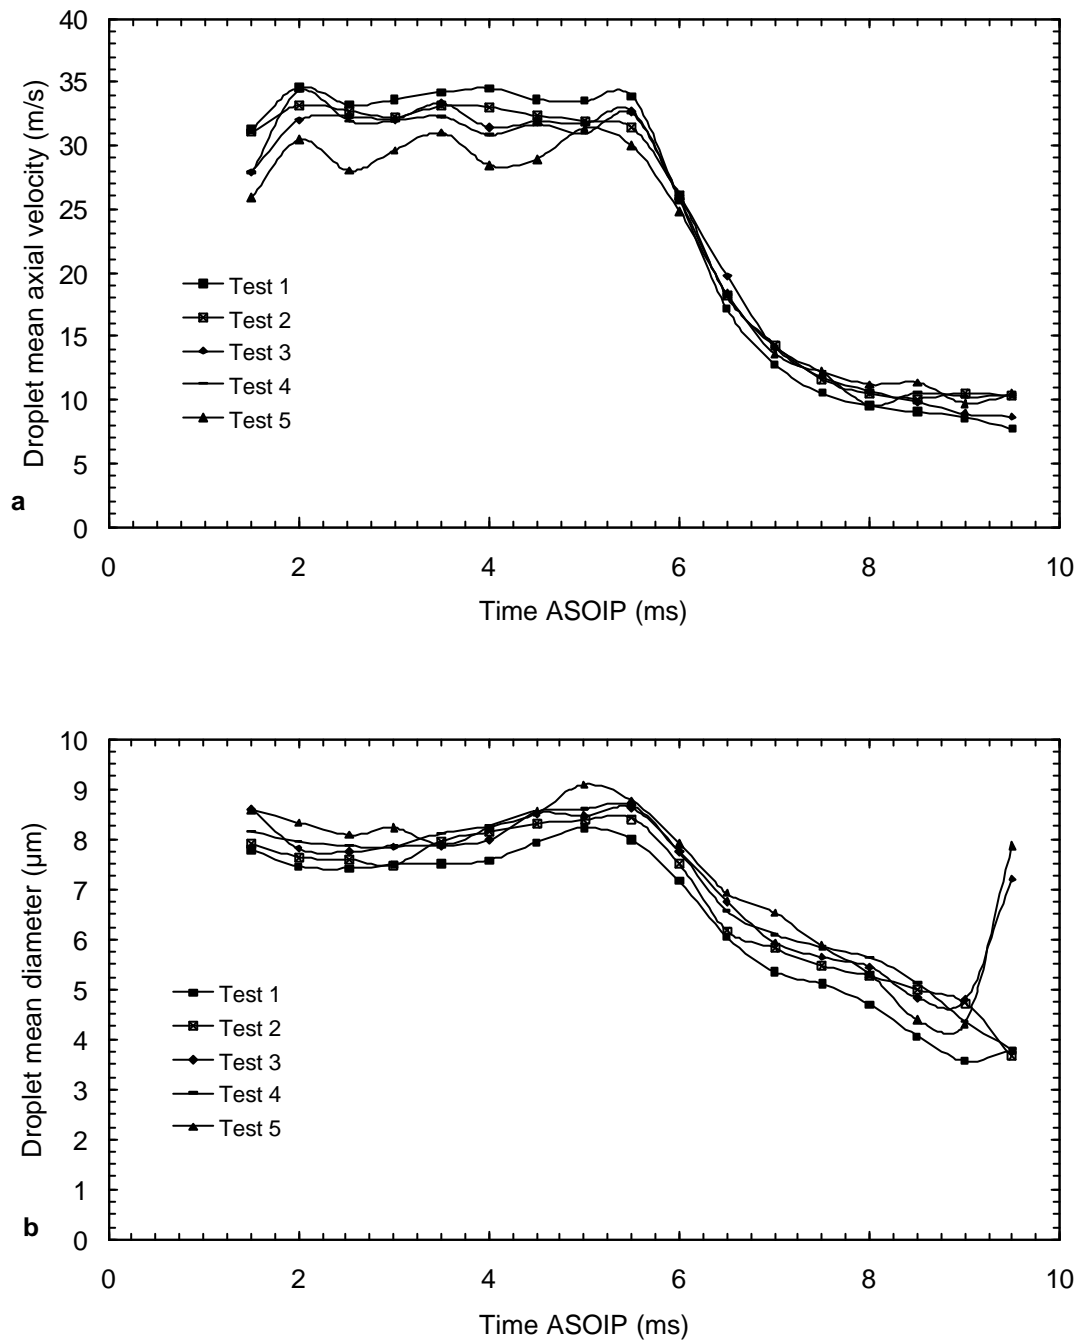 40
35
30
25
20
15
10
5
0
Droplet mean axial velocity (m/s)
Test 1
Test 2
Test 3
Test 4
Test 5
a
0 2 4 6 8 10
Time ASOIP (ms)
10
9
8
7
6
5
4
3
2
1
0
Droplet mean diameter (µm)
Test 1
Test 2
Test 3
Test 4
Test 5
b
0 2 4 6 8 10
Time ASOIP (ms)